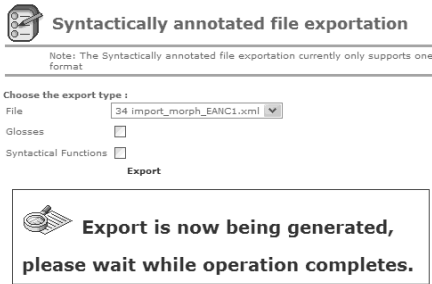 Syntactically annotated file exportation
Note: The Syntactically annotated file exportation currently only supports one
format
Choose the export type :
File 34 import_morph_EANC1.xml
Glosses
Syntactical Functions
Export
Export is now being generated,
please wait while operation completes.